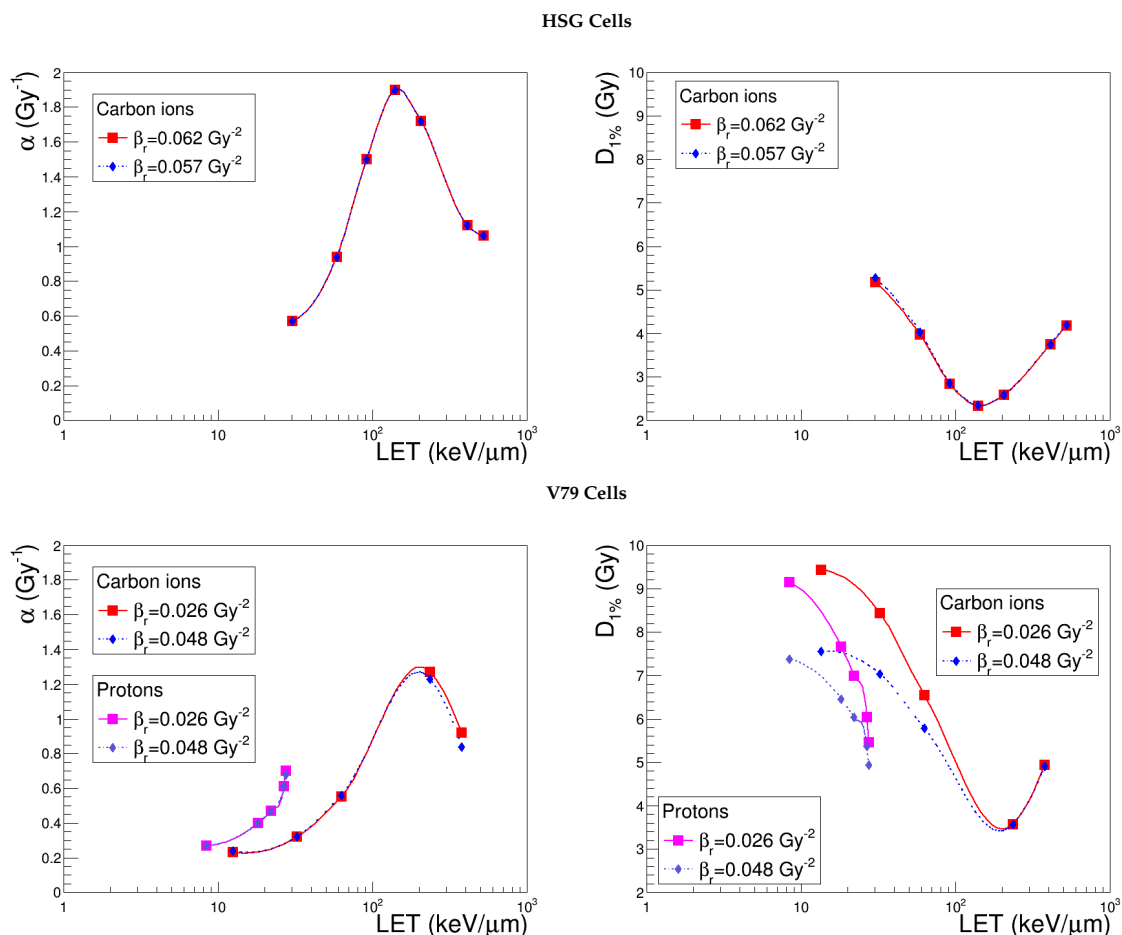 HSG Cells
α (Gy⁻¹)
2
1.8
1.6
1.4
1.2
1
0.8
0.6
0.4
0.2
0
Carbon ions
βᵣ=0.062 Gy⁻²
βᵣ=0.057 Gy⁻²
1
10
10²
10³
LET (keV/μm)
D₁% (Gy)
10
9
8
7
6
5
4
3
2
Carbon ions
βᵣ=0.062 Gy⁻²
βᵣ=0.057 Gy⁻²
1
10
10²
10³
LET (keV/μm)
V79 Cells
α (Gy⁻¹)
2
1.8
1.6
1.4
1.2
1
0.8
0.6
0.4
0.2
0
Carbon ions
βᵣ=0.026 Gy⁻²
βᵣ=0.048 Gy⁻²
Protons
βᵣ=0.026 Gy⁻²
βᵣ=0.048 Gy⁻²
1
10
10²
10³
LET (keV/μm)
D₁% (Gy)
10
9
8
7
6
5
4
3
2
Carbon ions
βᵣ=0.026 Gy⁻²
βᵣ=0.048 Gy⁻²
Protons
βᵣ=0.026 Gy⁻²
βᵣ=0.048 Gy⁻²
1
10
10²
10³
LET (keV/μm)